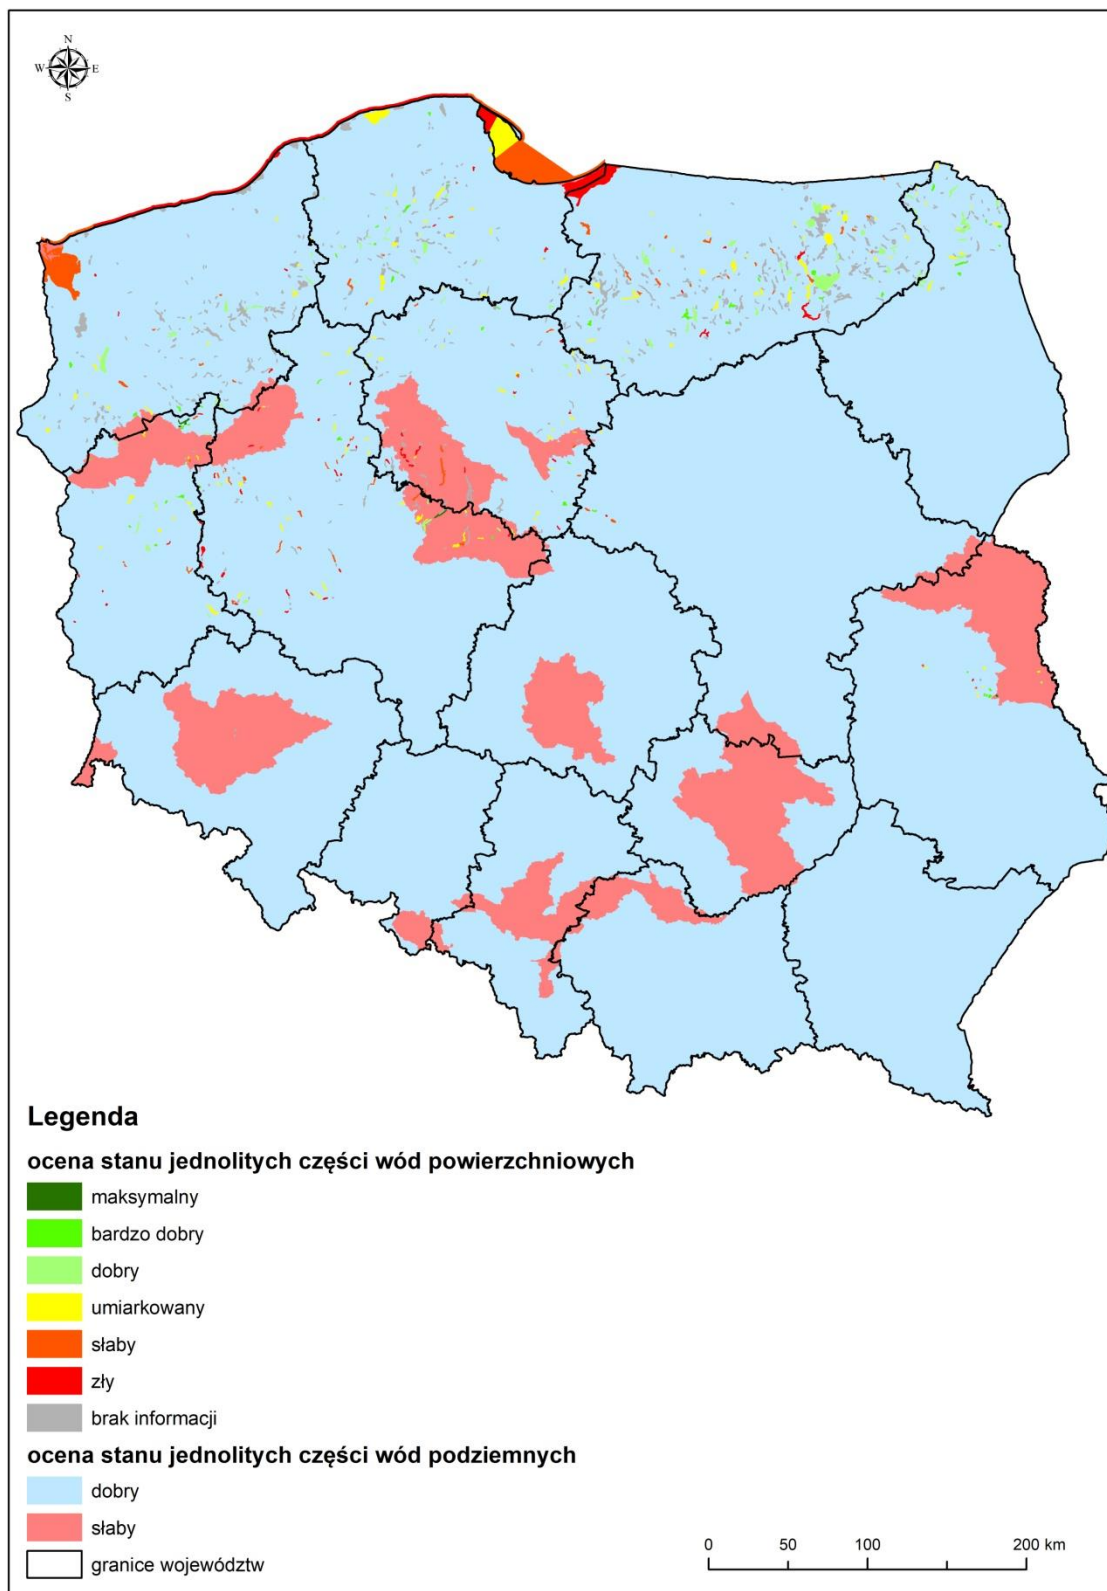 N
W E
S
Legenda
ocena stanu jednolitych części wód powierzchniowych
maksymalny
bardzo dobry
dobry
umiarkowany
słaby
zły
brak informacji
ocena stanu jednolitych części wód podziemnych
dobry
słaby
granice województw
0 50 100 200 km